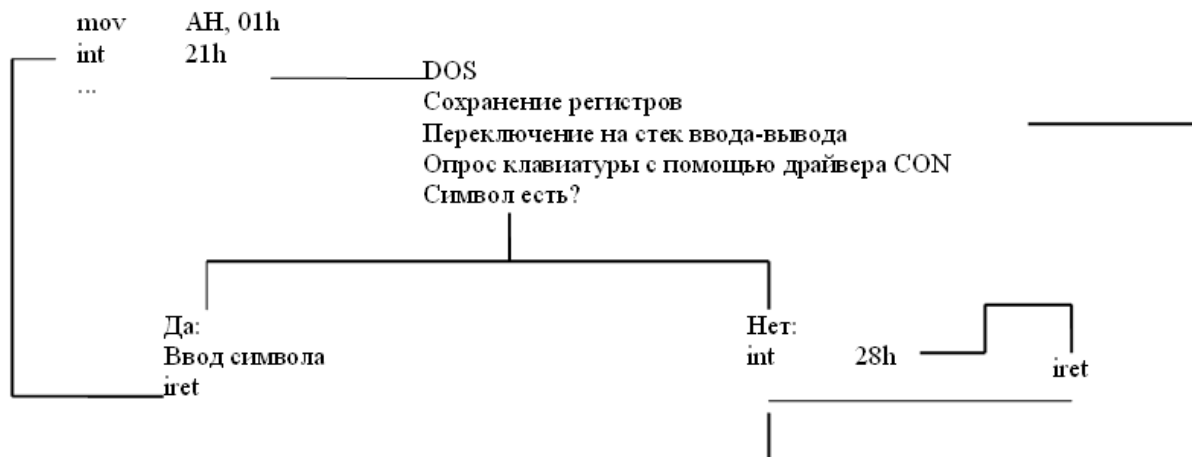 mov AH, 01h
int 21h
...
DOS
Сохранение регистров
Переключение на стек ввода-вывода
Опрос клавиатуры с помощью драйвера CON
Символ есть?
Да:
Ввод символа
iret
Нет:
int 28h
iret